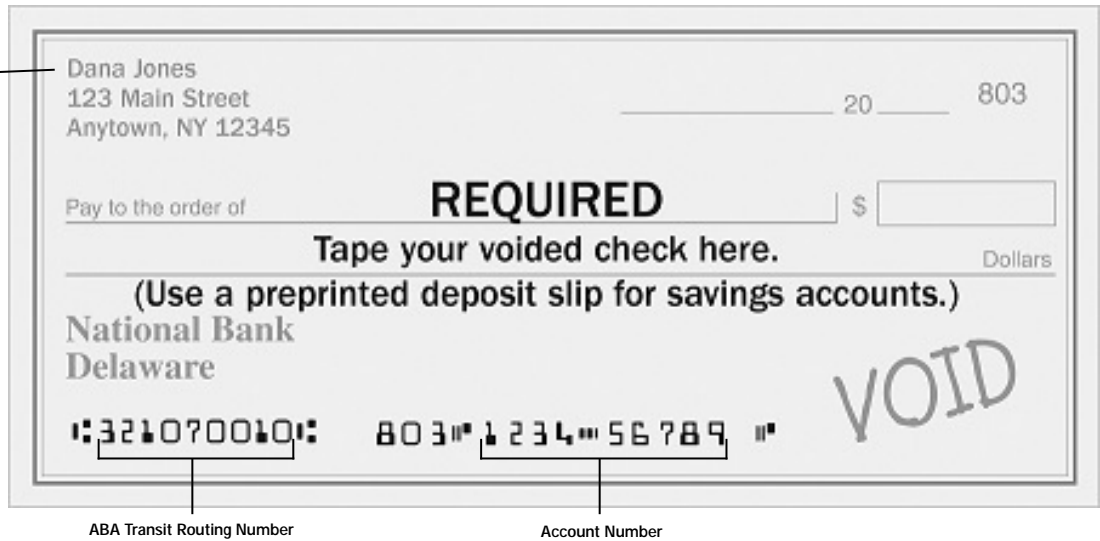 Dana Jones
123 Main Street
Anytown, NY 12345
20
803
Pay to the order of
REQUIRED
$
Tape your voided check here.
Dollars
(Use a preprinted deposit slip for savings accounts.)
National Bank
Delaware
VOID
⑆321070010⑆ 803⑈1234⑉56789 ⑈
ABA Transit Routing Number
Account Number